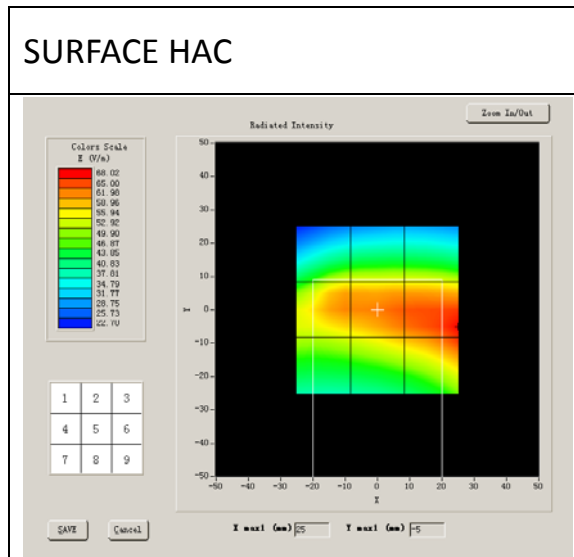 SURFACE HAC
Zoom In/Out
Radiated Intensity
Colors Scale
E (V/m)
68.02
65.00
61.98
58.96
55.94
52.92
49.90
46.87
43.85
40.83
37.81
34.79
31.77
28.75
25.73
22.70
50
40
30
20
10
Y 0
-10
-20
-30
-40
-50
-50 -40 -30 -20 -10 0 10 20 30 40 50
X
1 2 3
4 5 6
7 8 9
SAVE Cancel X max1 (mm) 25 Y max1 (mm) -5